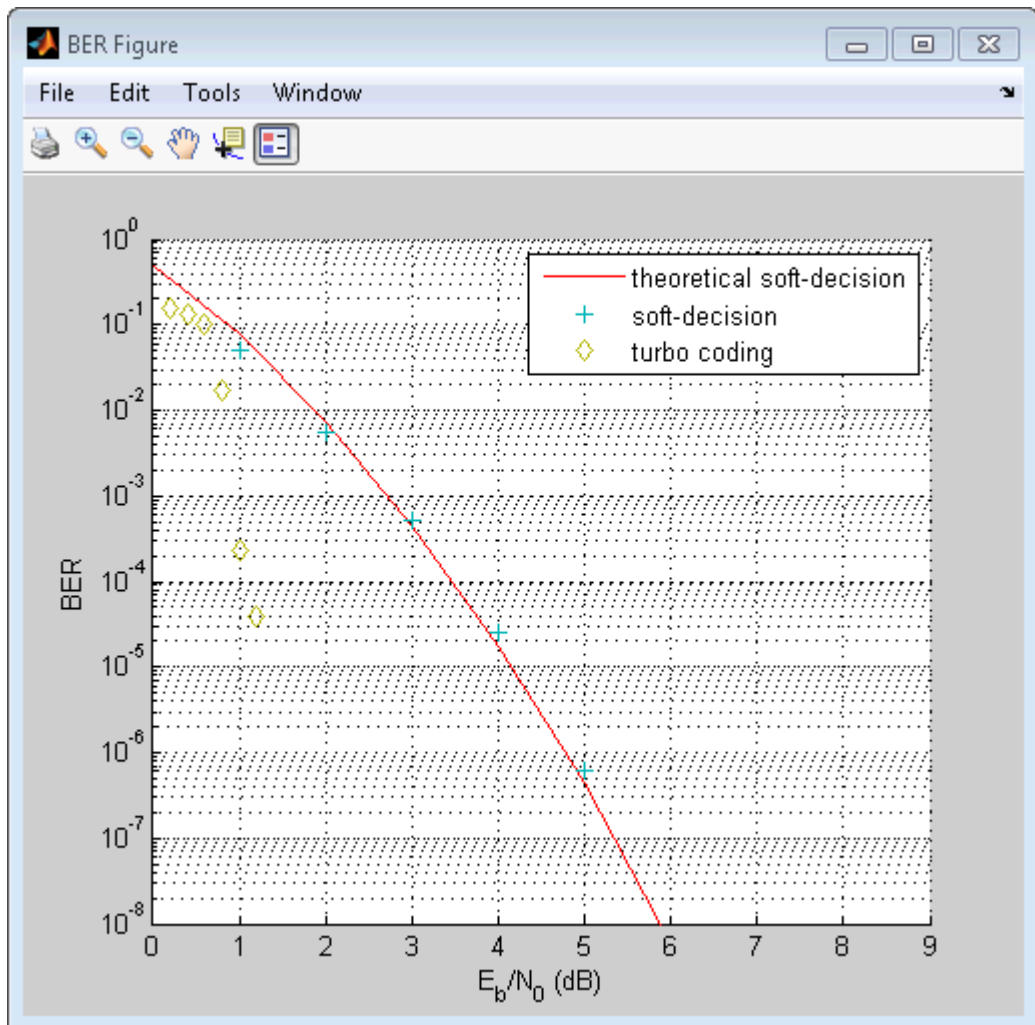 BER Figure
File Edit Tools Window
theoretical soft-decision
soft-decision
turbo coding
10^0
10^-1
10^-2
10^-3
10^-4
10^-5
10^-6
10^-7
10^-8
BER
0 1 2 3 4 5 6 7 8 9
E_b/N_0 (dB)